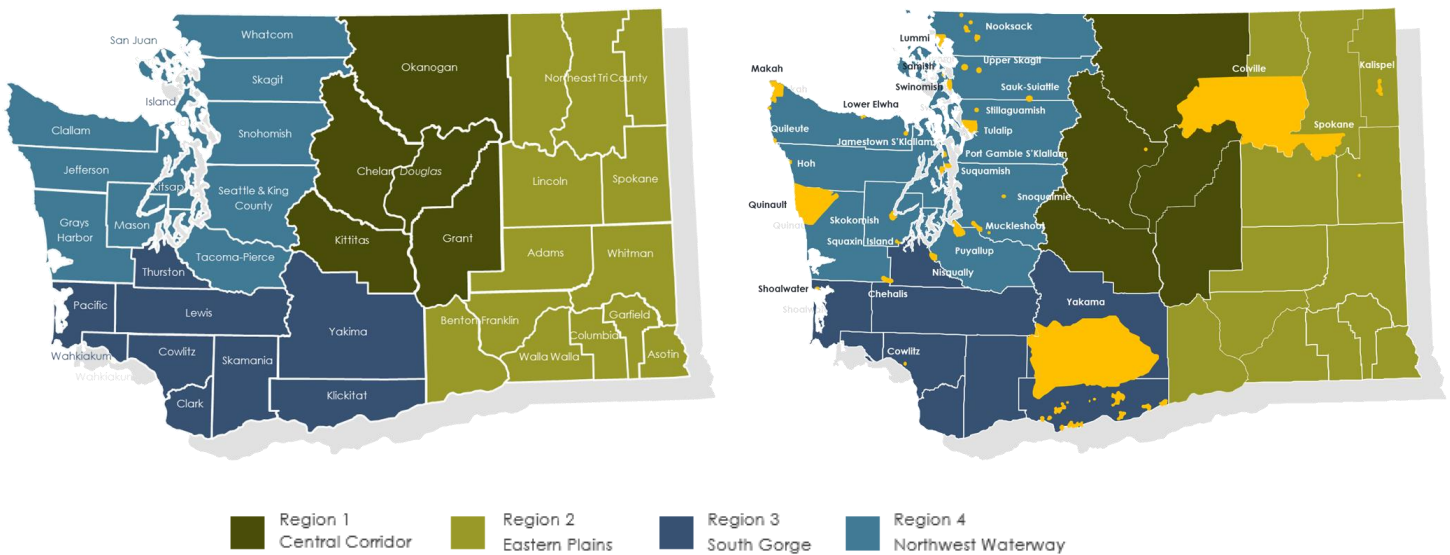 San Juan
Whatcom
Okanogan
Skagit
Northeast Tri County
Island
Clallam
Snohomish
Jefferson
Chelan
Douglas
Kitsap
Seattle & King
County
Lincoln
Spokane
Grays
Harbor
Mason
Kittitas
Grant
Tacoma-Pierce
Adams
Whitman
Thurston
Pacific
Lewis
Yakima
Benton-Franklin
Garfield
Columbia
Wahkiakum
Cowlitz
Skamania
Walla Walla
Asotin
Wahkiakum
Clark
Klickitat
Nooksack
Lummi
Makah
Samish
Upper Skagit
Colville
Kalispel
Swinomish
Sauk-Suiattle
Lower Elwha
Stillaguamish
Quileute
Tulalip
Spokane
Jamestown S'Klallam
Port Gamble S'Klallam
Hoh
Suquamish
Quinault
Snoqualmie
Skokomish
Muckleshoot
Squaxin Island
Puyallup
Nisqually
Shoalwater
Chehalis
Yakama
Cowlitz
Region 1
Central Corridor
Region 2
Eastern Plains
Region 3
South Gorge
Region 4
Northwest Waterway